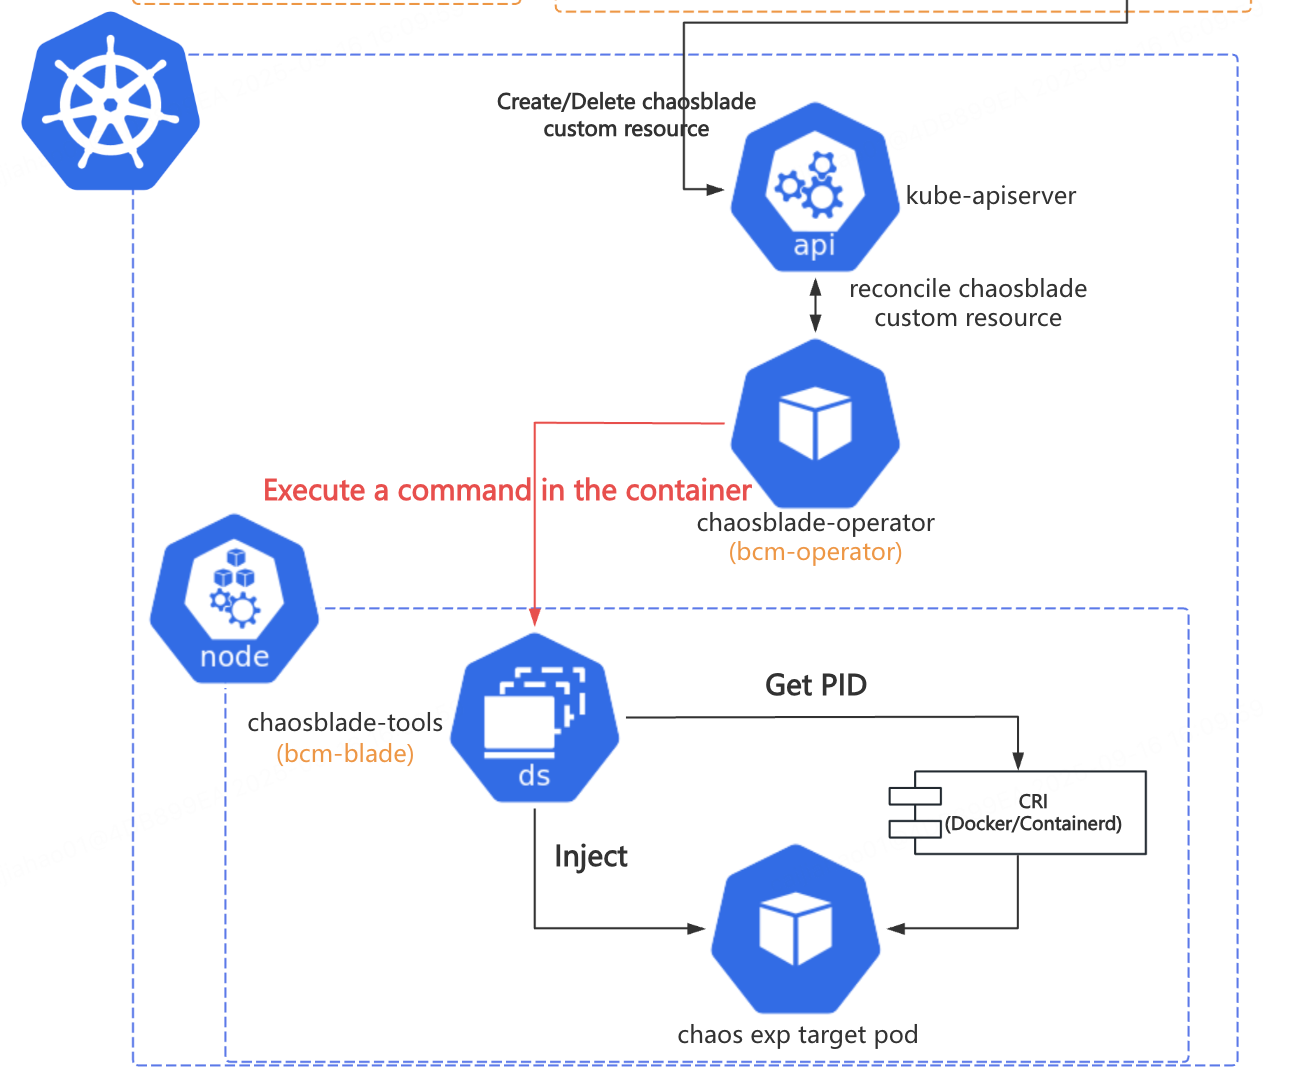 Create/Delete chaosblade
custom resource
api
kube-apiserver
reconcile chaosblade
custom resource
Execute a command in the container
chaosblade-operator
(bcm-operator)
node
chaosblade-tools
(bcm-blade)
ds
Get PID
CRI
(Docker/Containerd)
Inject
chaos exp target pod